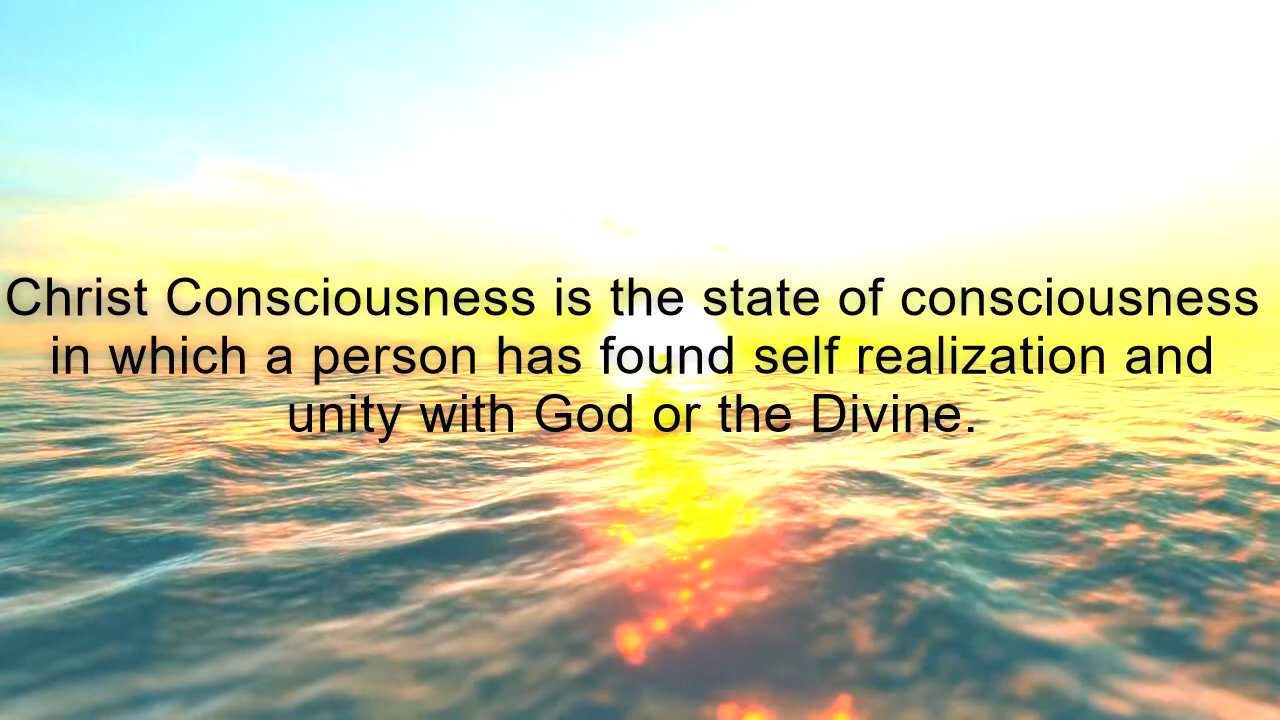 Christ Consciousness is the state of consciousness
in which a person has found self realization and
unity with God or the Divine.